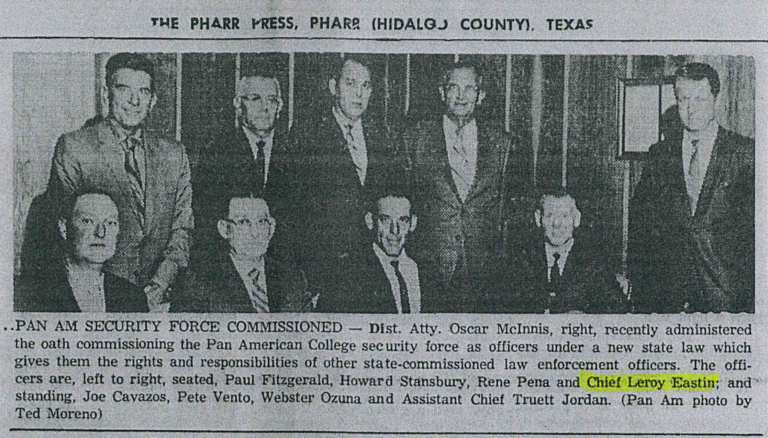 THE PHARR PRESS, PHARR (HIDALGO COUNTY), TEXAS
..PAN AM SECURITY FORCE COMMISSIONED — Dist. Atty. Oscar McInnis, right, recently administered
the oath commissioning the Pan American College security force as officers under a new state law which
gives them the rights and responsibilities of other state-commissioned law enforcement officers. The offi-
cers are, left to right, seated, Paul Fitzgerald, Howard Stansbury, Rene Pena and Chief Leroy Eastin; and
standing, Joe Cavazos, Pete Vento, Webster Ozuna and Assistant Chief Truett Jordan. (Pan Am photo by
Ted Moreno)